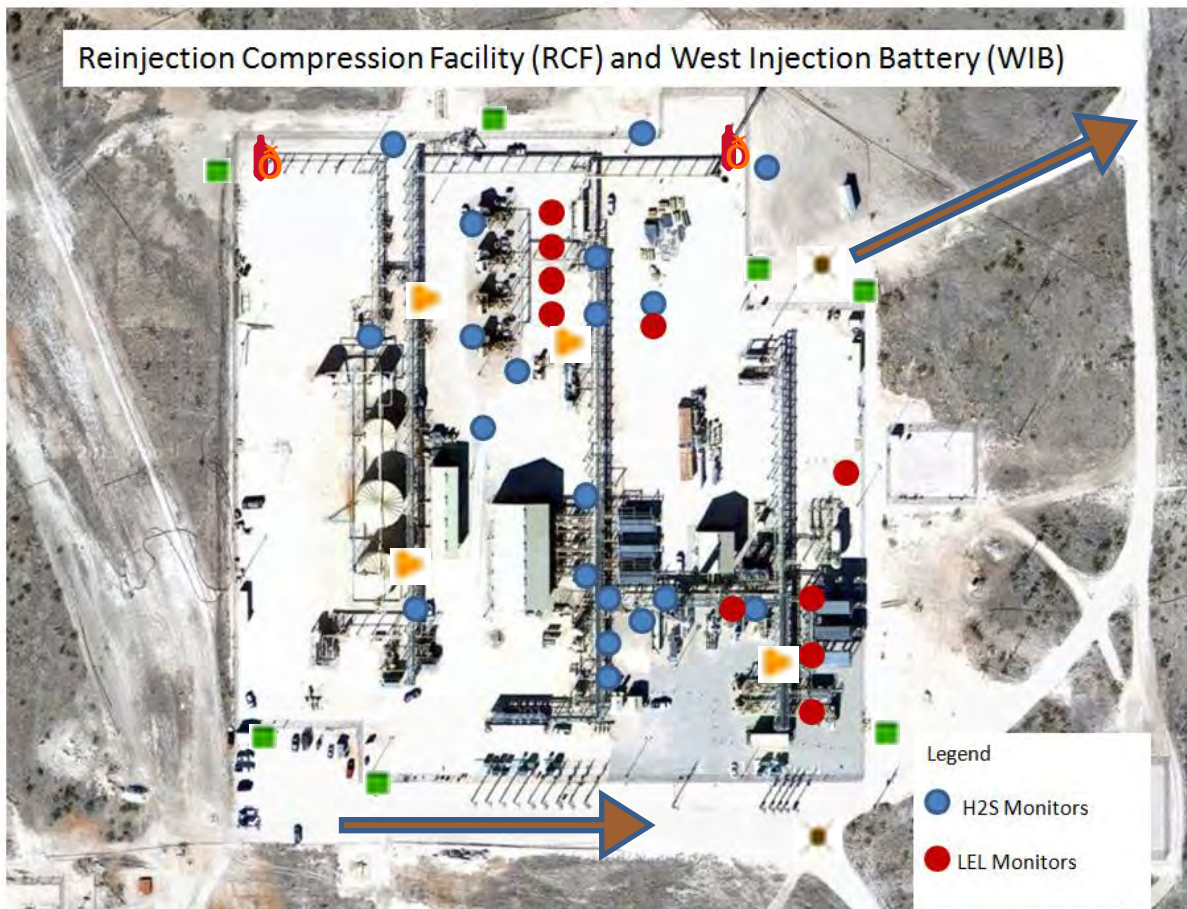 Reinjection Compression Facility (RCF) and West Injection Battery (WIB)
Legend
H2S Monitors
LEL Monitors